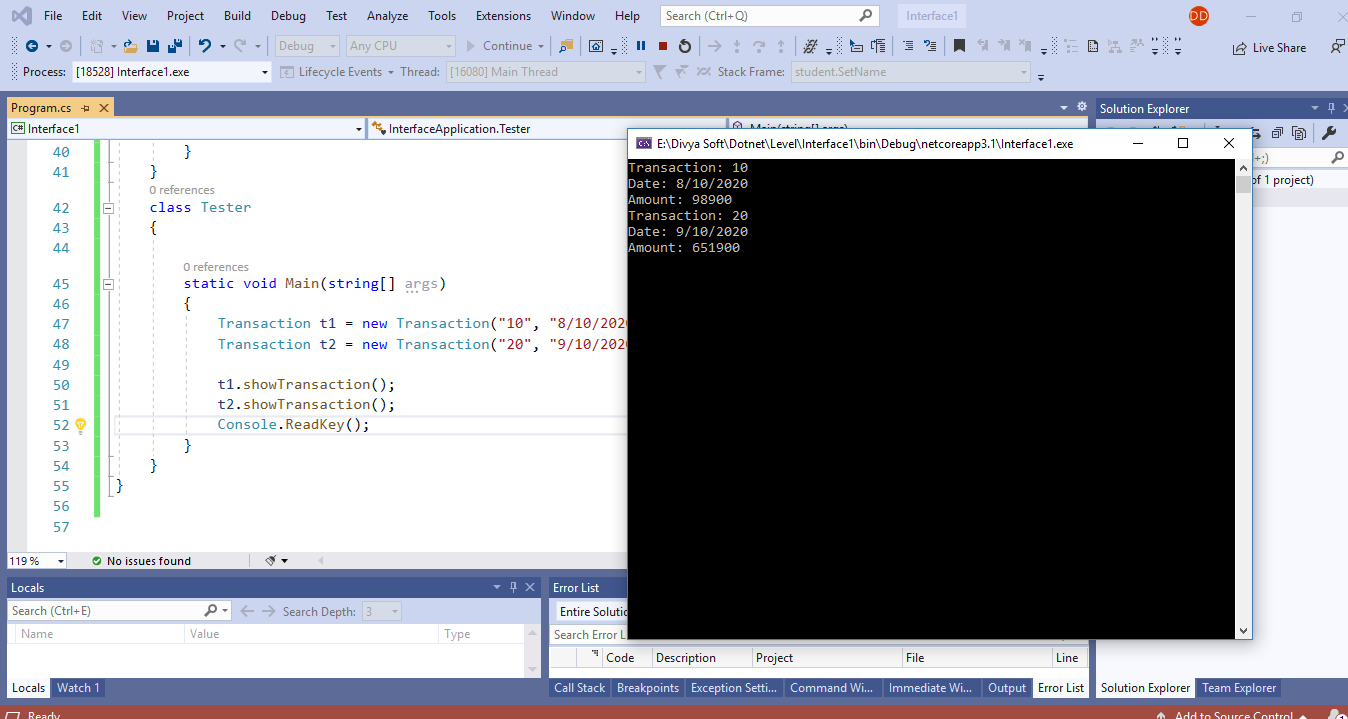 File Edit View Project Build Debug Test Analyze Tools Extensions Window Help Search (Ctrl+Q) Interface1 DD
Debug Any CPU Continue Live Share
Process: [18528] Interface1.exe Lifecycle Events Thread: [16080] Main Thread Stack Frame: student.SetName
Program.cs Solution Explorer
C# Interface1 InterfaceApplication.Tester Main(string[] args)
E:\Divya Soft\Dotnet\Level\Interface1\bin\Debug\netcoreapp3.1\Interface1.exe
Transaction: 10
Date: 8/10/2020
Amount: 98900
Transaction: 20
Date: 9/10/2020
Amount: 651900
of 1 project)
40 }
41 }
0 references
42 class Tester
43 {
44
0 references
45 static void Main(string[] args)
46 {
47 Transaction t1 = new Transaction("10", "8/10/202
48 Transaction t2 = new Transaction("20", "9/10/202
49
50 t1.showTransaction();
51 t2.showTransaction();
52 Console.ReadKey();
53 }
54 }
55 }
56
57
119 % No issues found
Locals Error List
Search (Ctrl+E) Search Depth: 3 Entire Solutio
Name Value Type Search Error L
Code Description Project File Line
Locals Watch 1 Call Stack Breakpoints Exception Setti... Command Wi... Immediate Wi... Output Error List Solution Explorer Team Explorer
Ready Add to Source Control 1